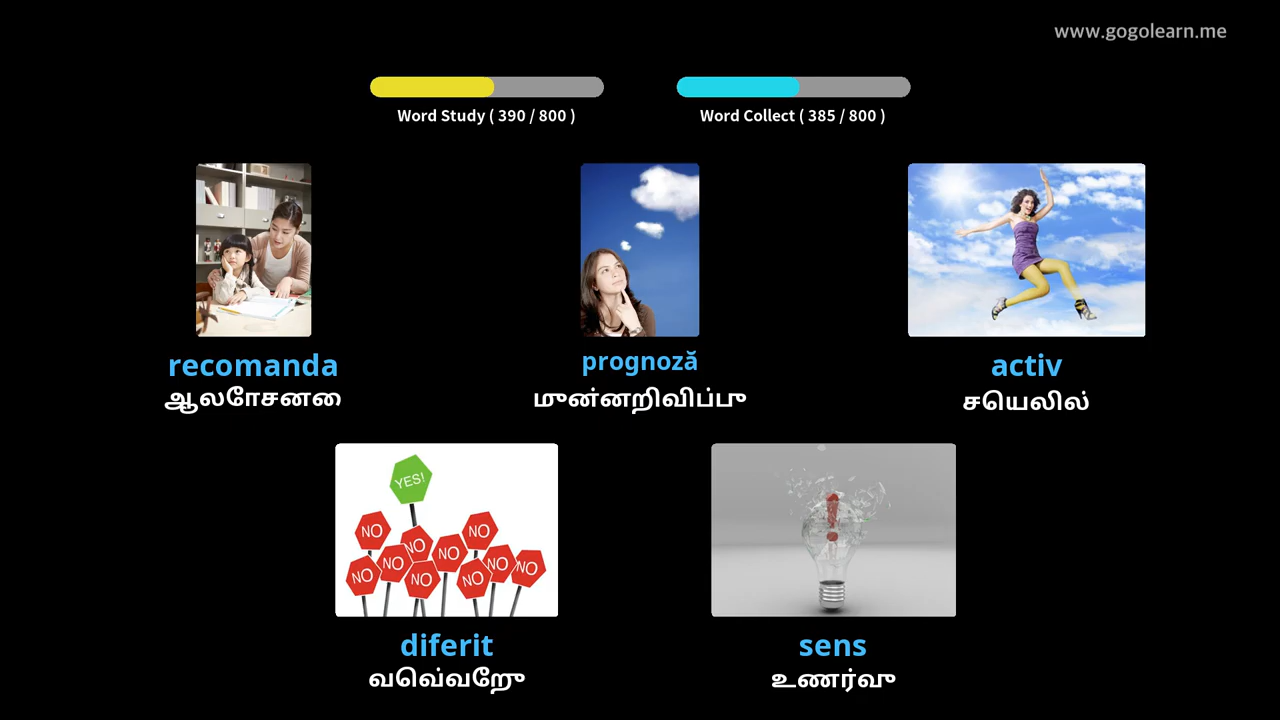 www.gogolearn.me
Word Study ( 390 / 800 )
Word Collect ( 385 / 800 )
recomanda
ஆலோசனை
prognoză
முன்னறிவிப்பு
activ
செயலில்
YES!
NO
NO
NO
NO
NO
NO
NO
NO
NO
NO
diferit
வெவ்வேறு
sens
உணர்வு